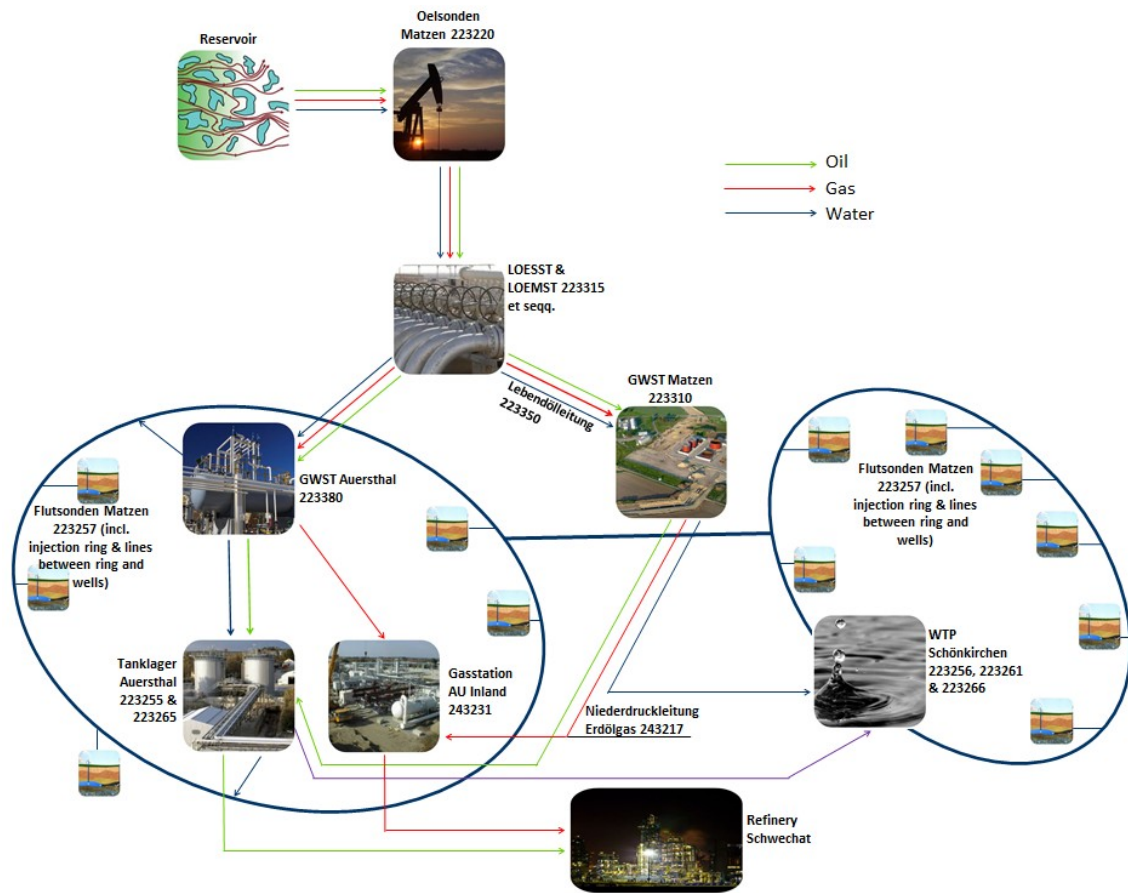 Oelsonden
Matzen 223220
Reservoir
Oil
Gas
Water
LOESST &
LOEMST 223315
et seqq.
GWST Matzen
223310
Lebendölleitung
223350
GWST Auersthal
223380
Flutsonden Matzen
223257 (incl.
injection ring & lines
between ring and
wells)
Flutsonden Matzen
223257 (incl.
injection ring & lines
between ring and
wells)
Tanklager
Auersthal
223255 &
223265
Gasstation
AU Inland
243231
Niederdruckleitung
Erdölgas 243217
WTP
Schönkirchen
223256, 223261
& 223266
Refinery
Schwechat